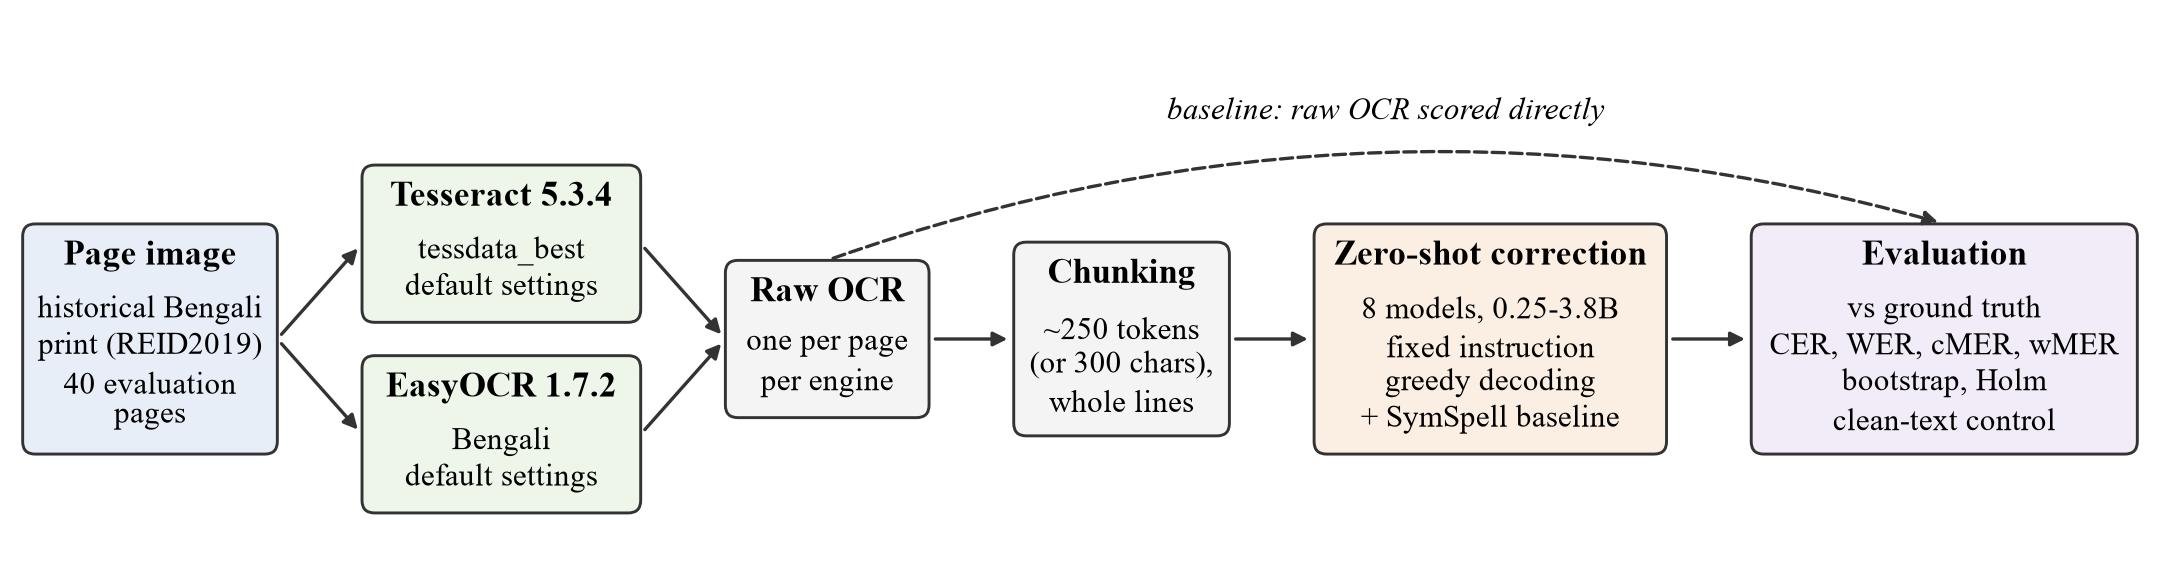 baseline: raw OCR scored directly
Page image
historical Bengali
print (REID2019)
40 evaluation
pages
Tesseract 5.3.4
tessdata_best
default settings
EasyOCR 1.7.2
Bengali
default settings
Raw OCR
one per page
per engine
Chunking
~250 tokens
(or 300 chars),
whole lines
Zero-shot correction
8 models, 0.25-3.8B
fixed instruction
greedy decoding
+ SymSpell baseline
Evaluation
vs ground truth
CER, WER, cMER, wMER
bootstrap, Holm
clean-text control